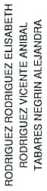 RODRIGUEZ RODRIGUEZ ELISABETH
RODRIGUEZ VICENTE ANIBAL
TABARES NEGRIN ALEJANDRA